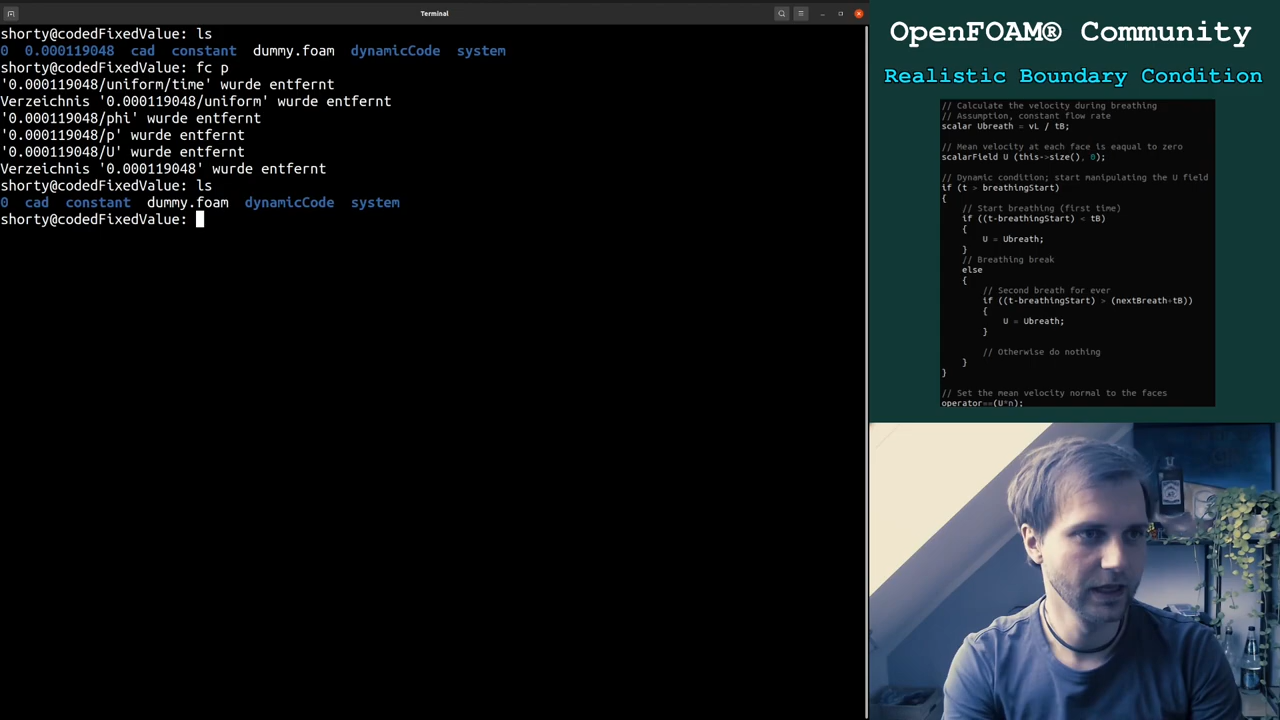 Terminal
shorty@codedFixedValue: ls
0 0.000119048 cad constant dummy.foam dynamicCode system
shorty@codedFixedValue: fc p
'0.000119048/uniform/time' wurde entfernt
Verzeichnis '0.000119048/uniform' wurde entfernt
'0.000119048/phi' wurde entfernt
'0.000119048/p' wurde entfernt
'0.000119048/U' wurde entfernt
Verzeichnis '0.000119048' wurde entfernt
shorty@codedFixedValue: ls
0 cad constant dummy.foam dynamicCode system
shorty@codedFixedValue:
OpenFOAM® Community
Realistic Boundary Condition
// Calculate the velocity during breathing
// Assumption, constant flow rate
scalar Ubreath = vL / tB;
// Mean velocity at each face is eaqual to zero
scalarField U (this->size(), 0);
// Dynamic condition; start manipulating the U field
if (t > breathingStart)
{
// Start breathing (first time)
if ((t-breathingStart) < tB)
{
U = Ubreath;
}
// Breathing break
else
{
// Second breath for ever
if ((t-breathingStart) > (nextBreath+tB))
{
U = Ubreath;
}
// Otherwise do nothing
}
}
// Set the mean velocity normal to the faces
operator==(U*n);